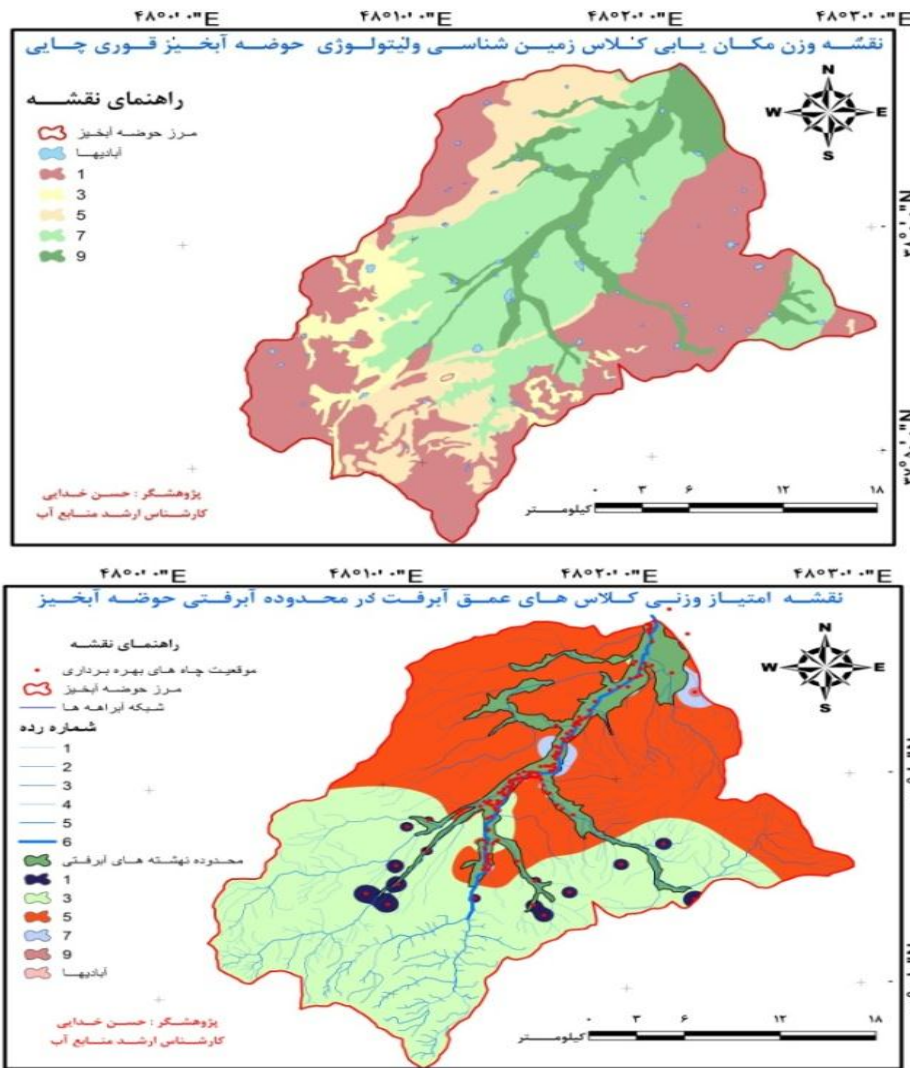 ۴۸°۰'۰"E ۴۸°۱۰'۰"E ۴۸°۲۰'۰"E ۴۸°۳۰'۰"E
نقشه وزن مکان یابی کلاس زمین شناسی ولیتولوژی حوضه آبخیز قوری چایی
راهنمای نقشه
مرز حوضه آبخیز
آبادیها
1
3
5
7
9
N
W E
S
پژوهشگر : حسن خدایی
کارشناس ارشد منابع آب
۰ ۳ ۶ ۱۲ ۱۸
کیلومتر
۴۸°۰'۰"E ۴۸°۱۰'۰"E ۴۸°۲۰'۰"E ۴۸°۳۰'۰"E
نقشه امتیاز وزنی کلاس های عمق آبرفت در محدوده آبرفتی حوضه آبخیز
راهنمای نقشه
موقعیت چاه های بهره برداری
مرز حوضه آبخیز
شبکه آبراهه ها
شماره رده
1
2
3
4
5
6
محدوده نهشته های آبرفتی
1
3
5
7
9
آبادیها
N
W E
S
پژوهشگر : حسن خدایی
کارشناس ارشد منابع آب
۰ ۳ ۶ ۱۲ ۱۸
کیلومتر